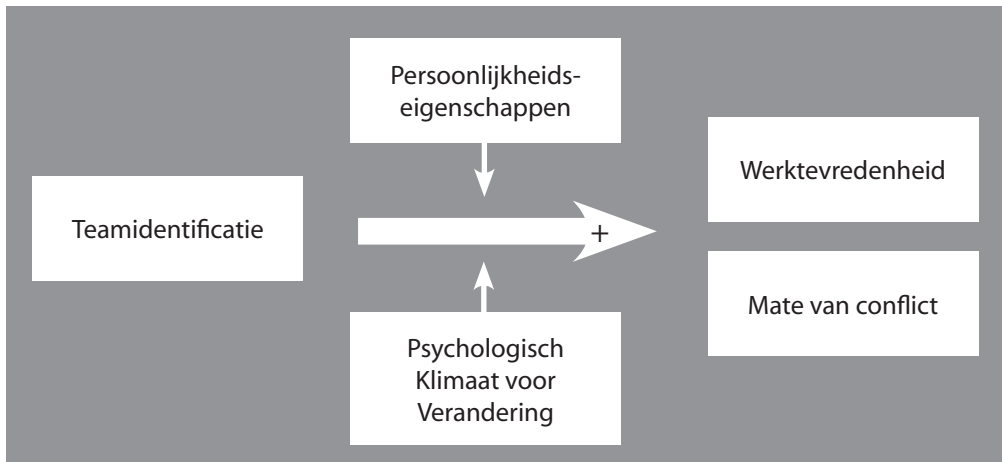 Persoonlijkheids-
eigenschappen
Werktevredenheid
Teamidentificatie
+
Mate van conflict
Psychologisch
Klimaat voor
Verandering